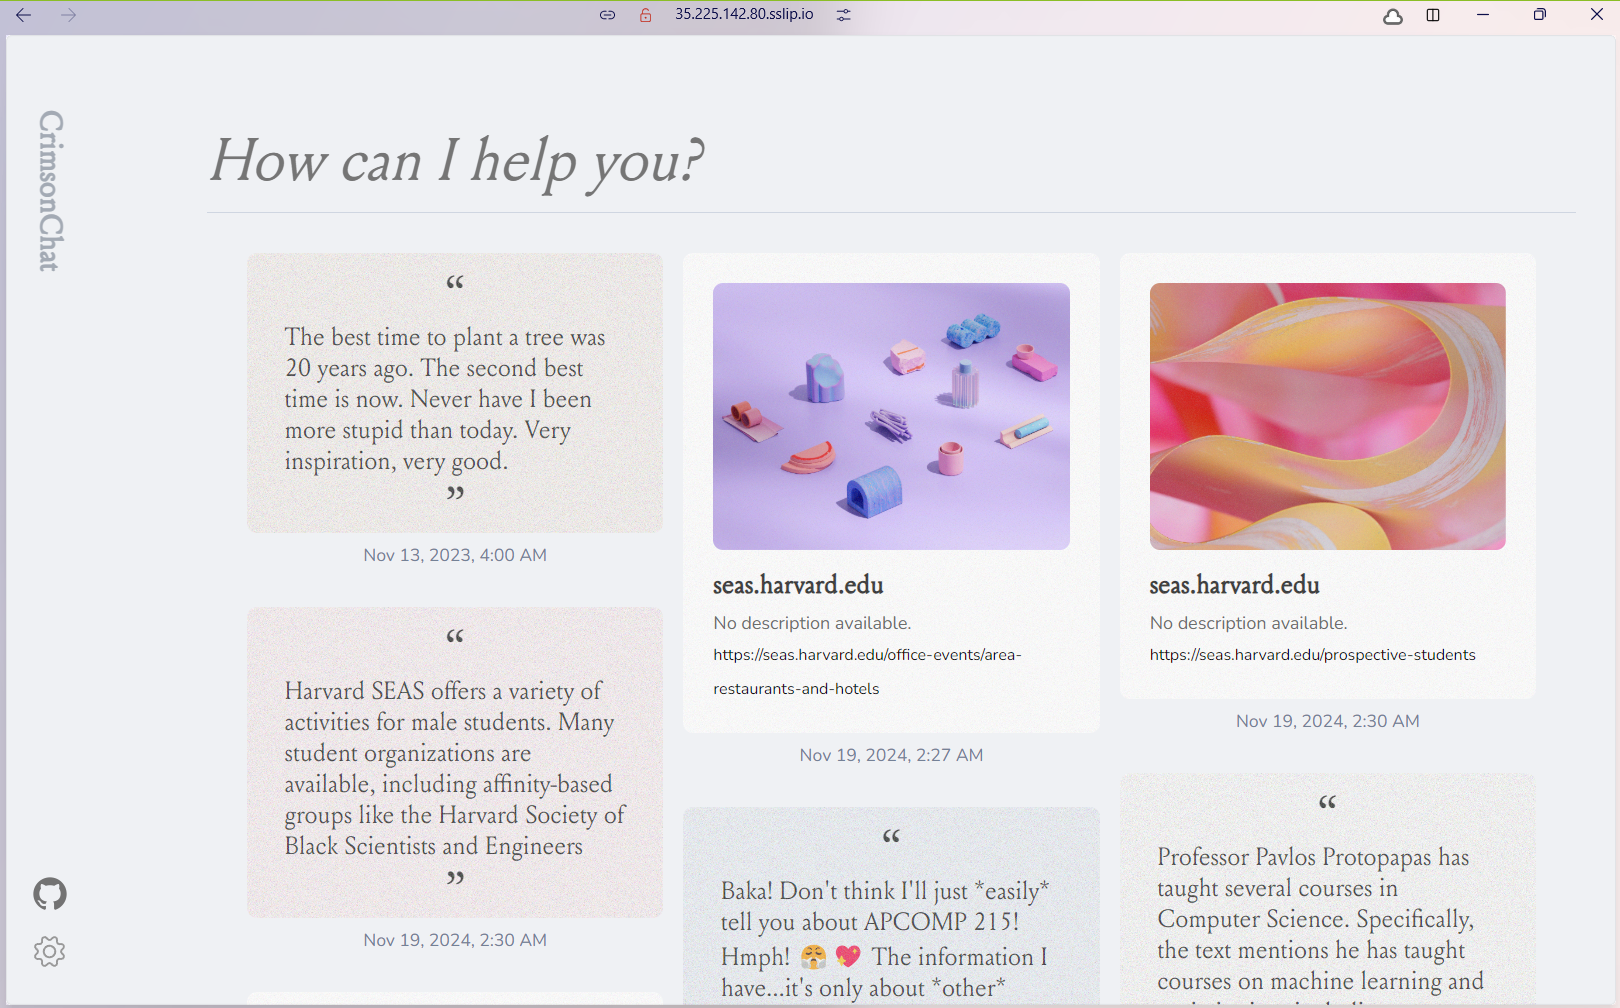 35.225.142.80.sslip.io
CrimsonChat
How can I help you?
“
The best time to plant a tree was
20 years ago. The second best
time is now. Never have I been
more stupid than today. Very
inspiration, very good.
”
Nov 13, 2023, 4:00 AM
“
Harvard SEAS offers a variety of
activities for male students. Many
student organizations are
available, including affinity-based
groups like the Harvard Society of
Black Scientists and Engineers
”
Nov 19, 2024, 2:30 AM
seas.harvard.edu
No description available.
https://seas.harvard.edu/office-events/area-
restaurants-and-hotels
Nov 19, 2024, 2:27 AM
“
Baka! Don't think I'll just *easily*
tell you about APCOMP 215!
Hmph! 😤 💖 The information I
have...it's only about *other*
seas.harvard.edu
No description available.
https://seas.harvard.edu/prospective-students
Nov 19, 2024, 2:30 AM
“
Professor Pavlos Protopapas has
taught several courses in
Computer Science. Specifically,
the text mentions he has taught
courses on machine learning and